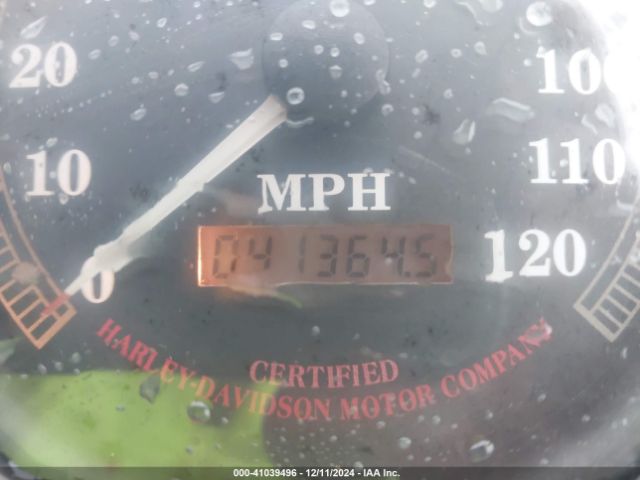 20
100
10
110
MPH
041364.5
0
120
CERTIFIED
HARLEY-DAVIDSON MOTOR COMPANY
000-41039496 - 12/11/2024 - IAA Inc.